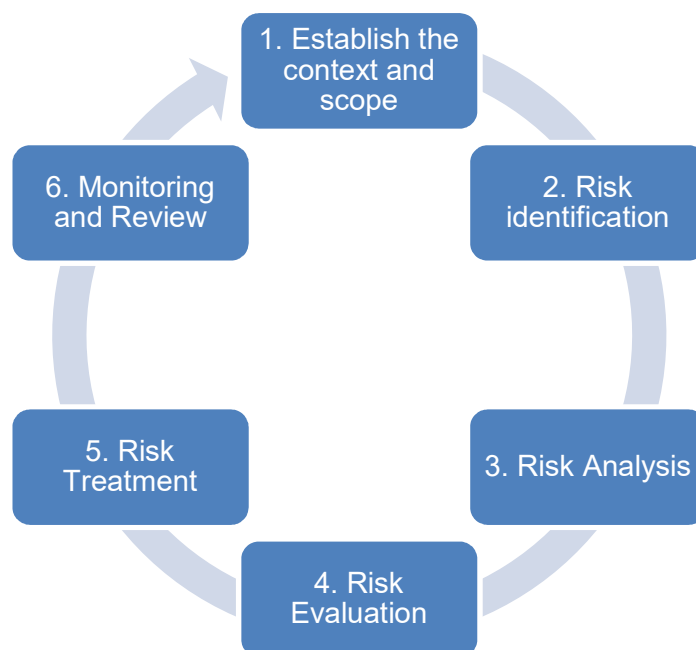 1. Establish the
context and
scope
2. Risk
identification
3. Risk Analysis
4. Risk
Evaluation
5. Risk
Treatment
6. Monitoring
and Review